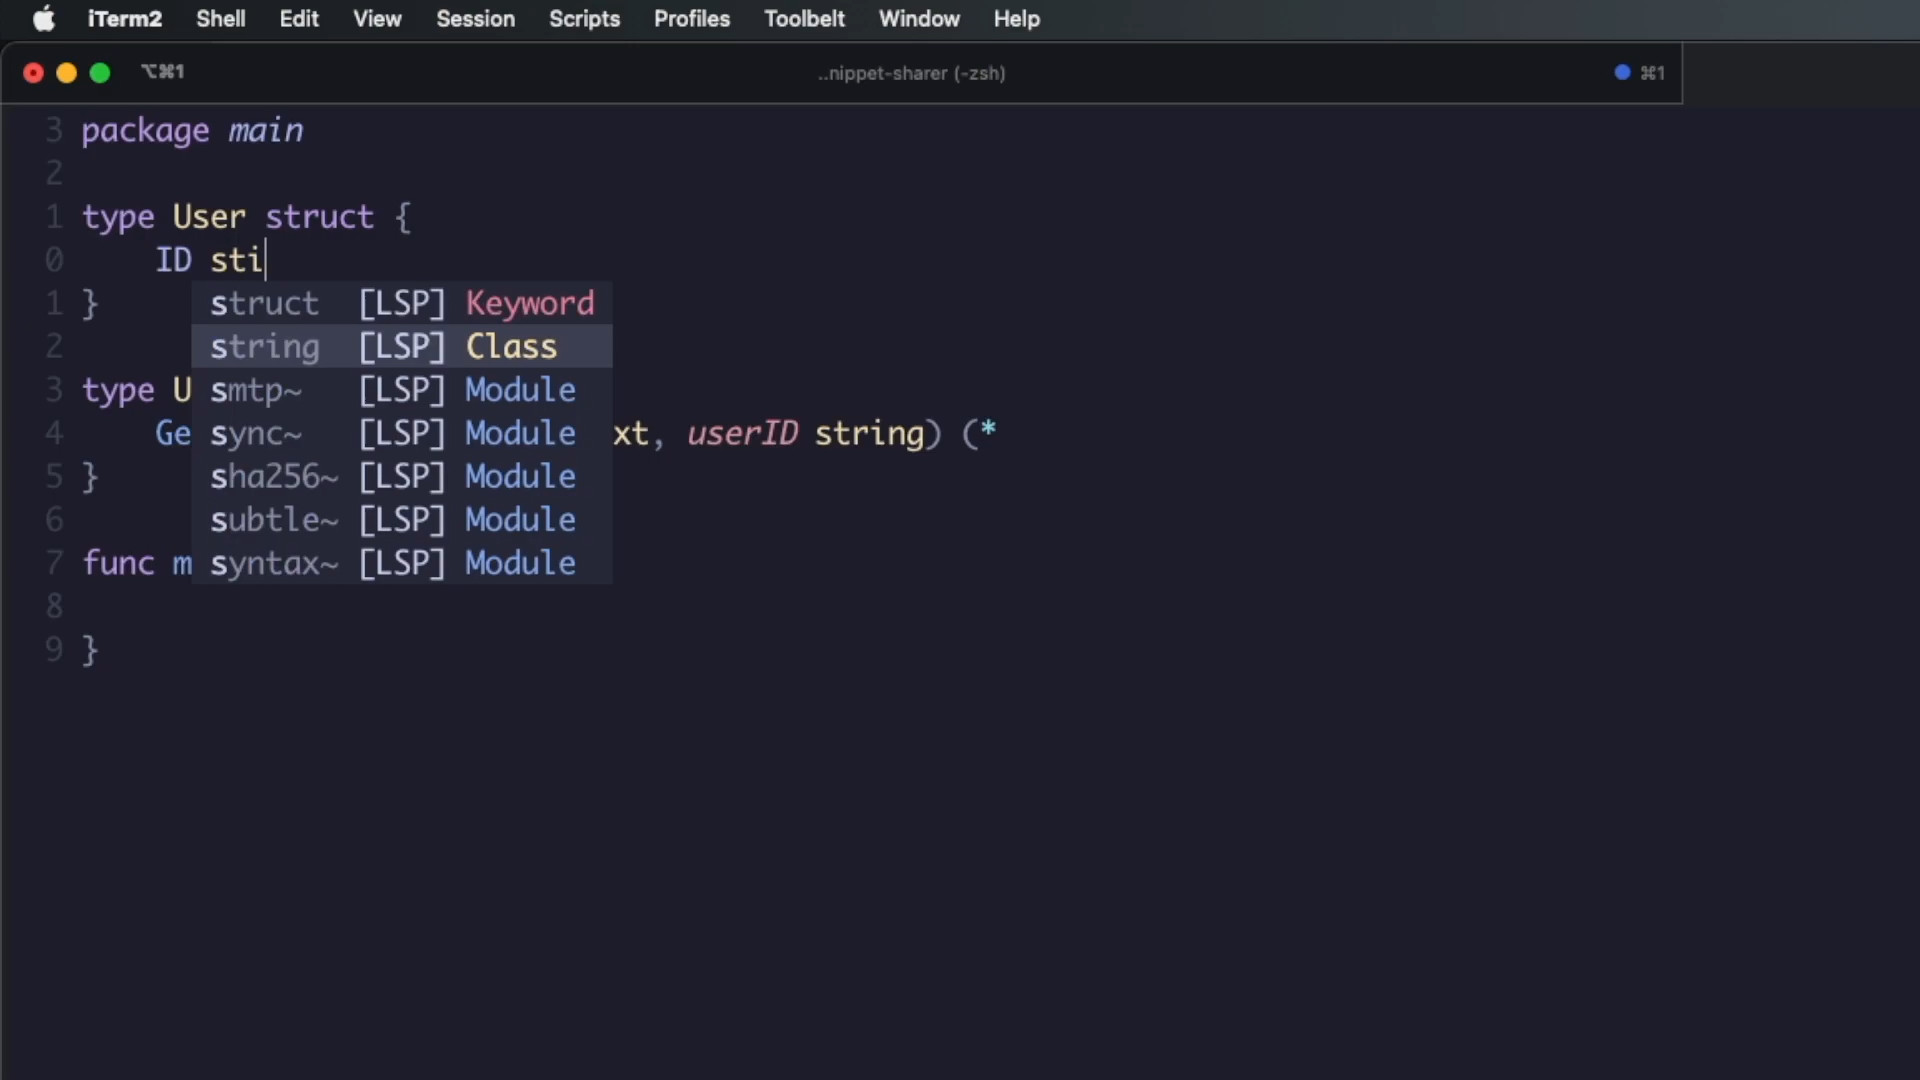 iTerm2 Shell Edit View Session Scripts Profiles Toolbelt Window Help
⌥⌘1 ..nippet-sharer (-zsh) ⌘1
3 package main
2
1 type User struct {
0 ID sti
1 } struct [LSP] Keyword
2 string [LSP] Class
3 type U smtp~ [LSP] Module
4 Ge sync~ [LSP] Module xt, userID string) (*
5 } sha256~ [LSP] Module
6 subtle~ [LSP] Module
7 func m syntax~ [LSP] Module
8
9 }